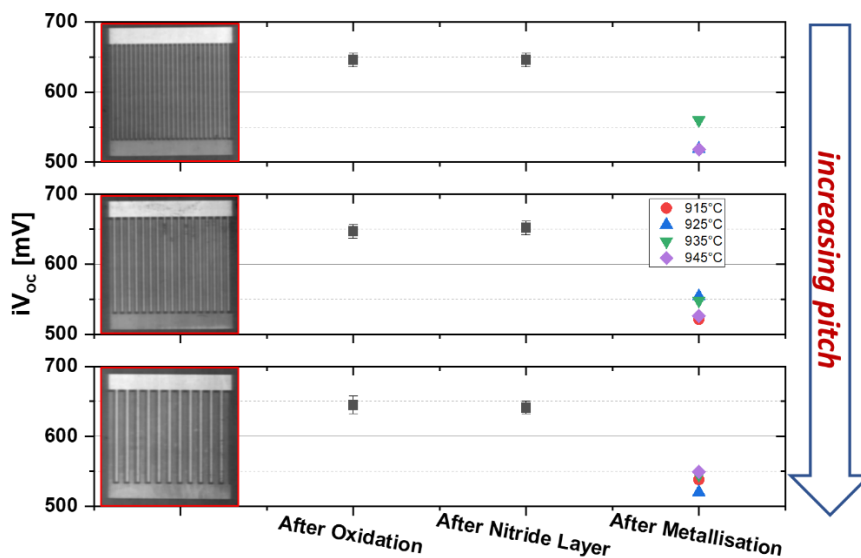 700
600
500
700
600
500
700
600
500
iV_oc [mV]
915°C
925°C
935°C
945°C
After Oxidation
After Nitride Layer
After Metallisation
increasing pitch